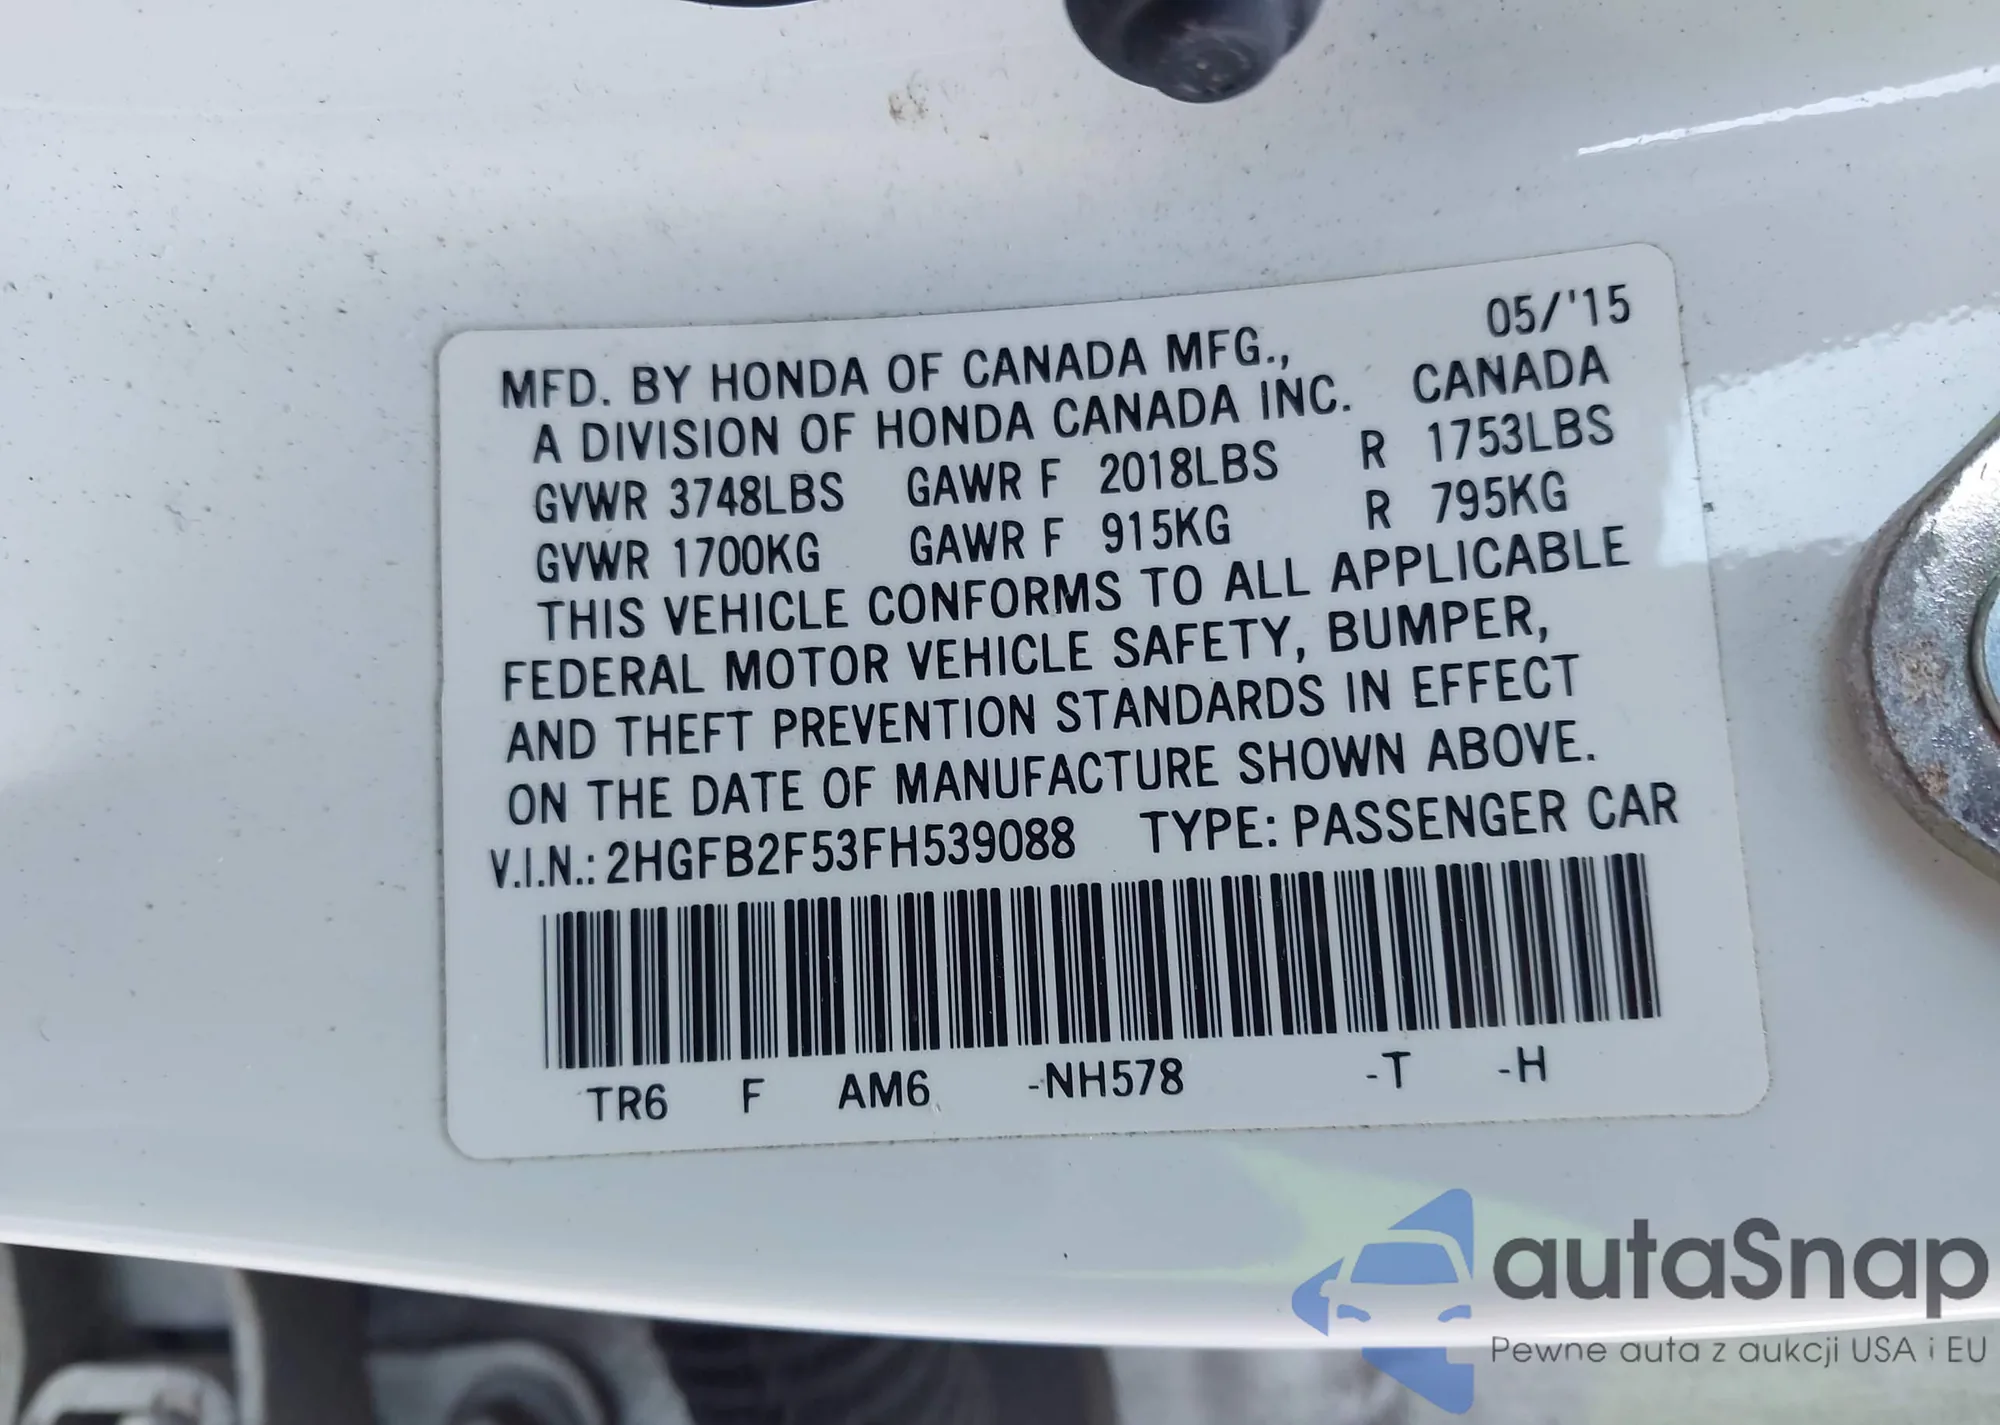 05/'15
MFD. BY HONDA OF CANADA MFG.,
A DIVISION OF HONDA CANADA INC. CANADA
GVWR 3748LBS GAWR F 2018LBS R 1753LBS
GVWR 1700KG GAWR F 915KG R 795KG
THIS VEHICLE CONFORMS TO ALL APPLICABLE
FEDERAL MOTOR VEHICLE SAFETY, BUMPER,
AND THEFT PREVENTION STANDARDS IN EFFECT
ON THE DATE OF MANUFACTURE SHOWN ABOVE.
V.I.N.: 2HGFB2F53FH539088 TYPE: PASSENGER CAR
TR6 F AM6 -NH578 -T -H
autaSnap
Pewne auta z aukcji USA i EU